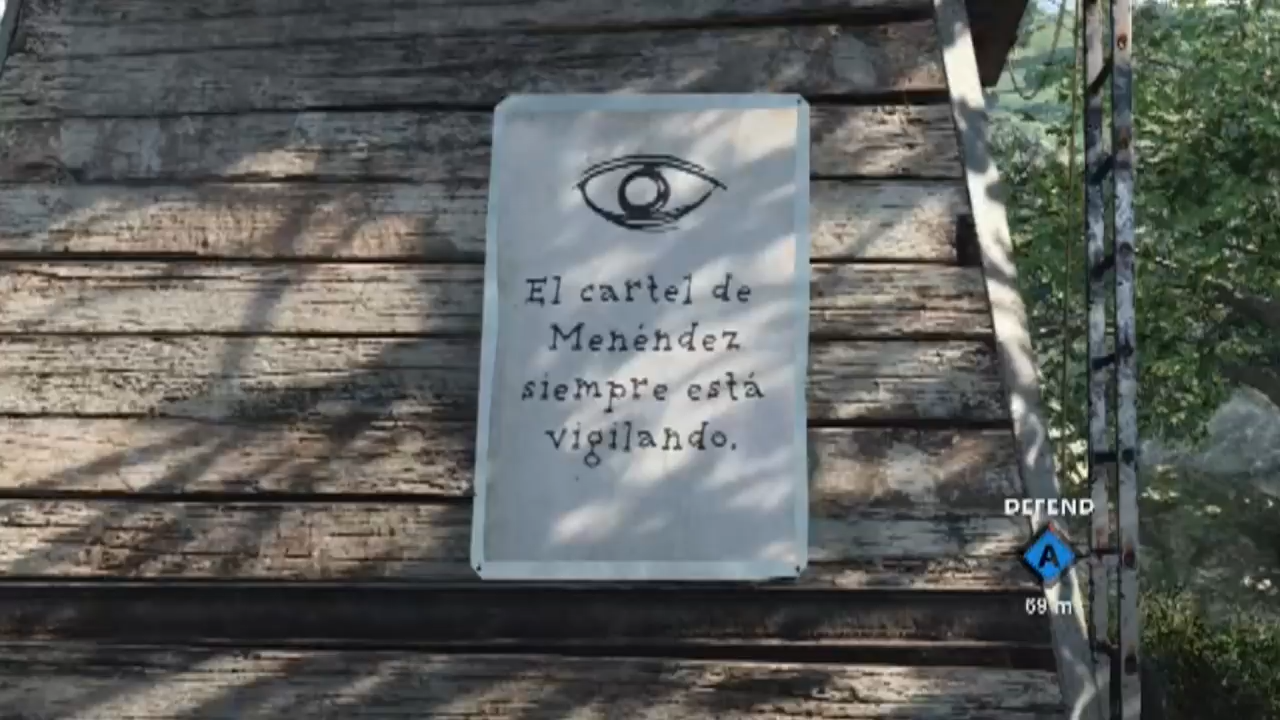 El cartel de
Menéndez
siempre está
vigilando.
DEFEND
A
69 m